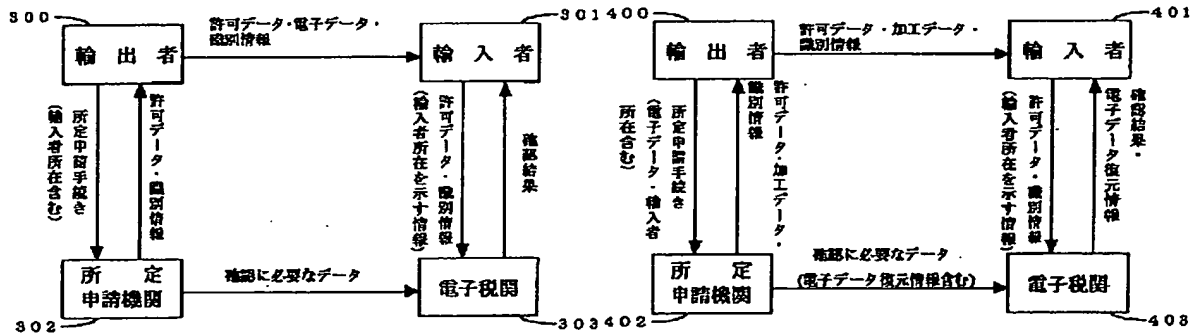 300
輸出者
許可データ・電子データ・
識別情報
301
輸入者
所定申請手続き
(輸入者所在含む)
許可データ・識別情報
許可データ・識別情報
(輸入者所在を示す情報)
確認結果
所定
申請機関
302
確認に必要なデータ
電子税関
303
400
輸出者
許可データ・加工データ・
識別情報
401
輸入者
所定申請手続き
(電子データ・輸入者
所在含む)
許可データ・加工データ・
識別情報
許可データ・識別情報
(輸入者所在を示す情報)
確認結果・
電子データ復元情報
所定
申請機関
402
確認に必要なデータ
(電子データ復元情報含む)
電子税関
403